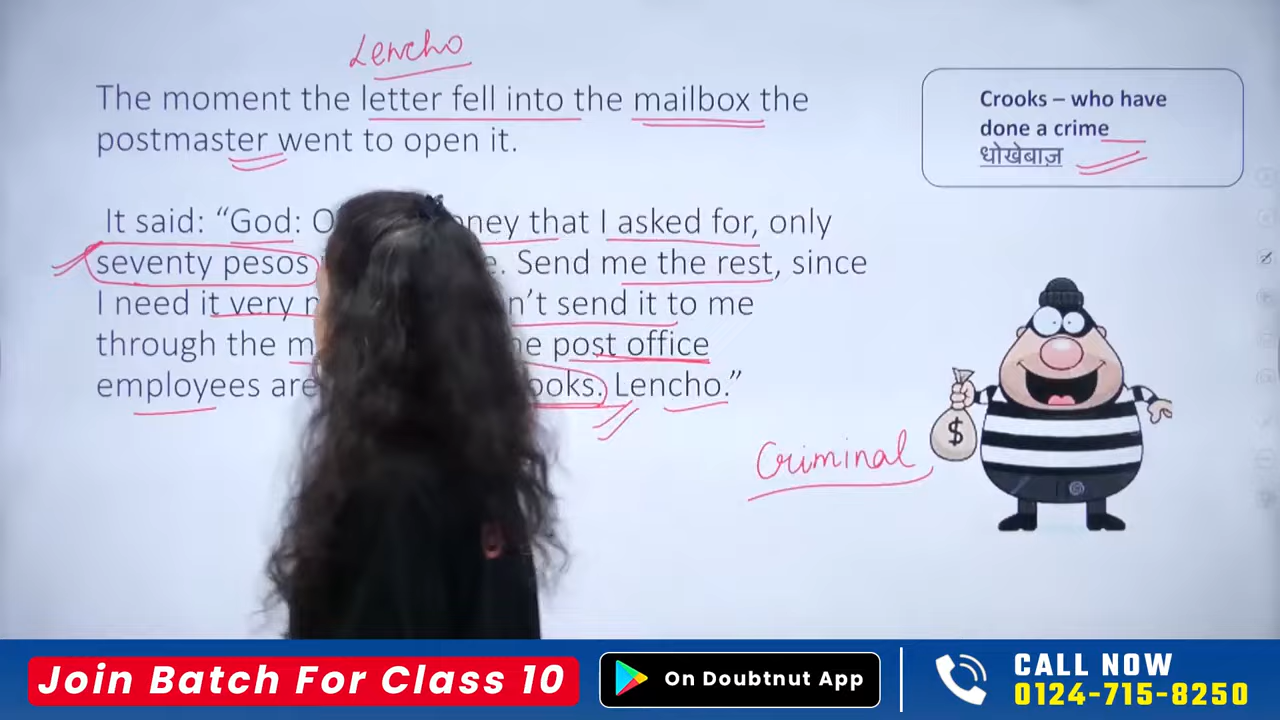 Lencho
The moment the letter fell into the mailbox the
postmaster went to open it.
It said: “God: O ney that I asked for, only
seventy pesos Send me the rest, since
I need it very n’t send it to me
through the post office
employees are ooks. Lencho.”
Crooks – who have
done a crime
धोखेबाज़
Criminal
$
Join Batch For Class 10
On Doubtnut App
CALL NOW
0124-715-8250